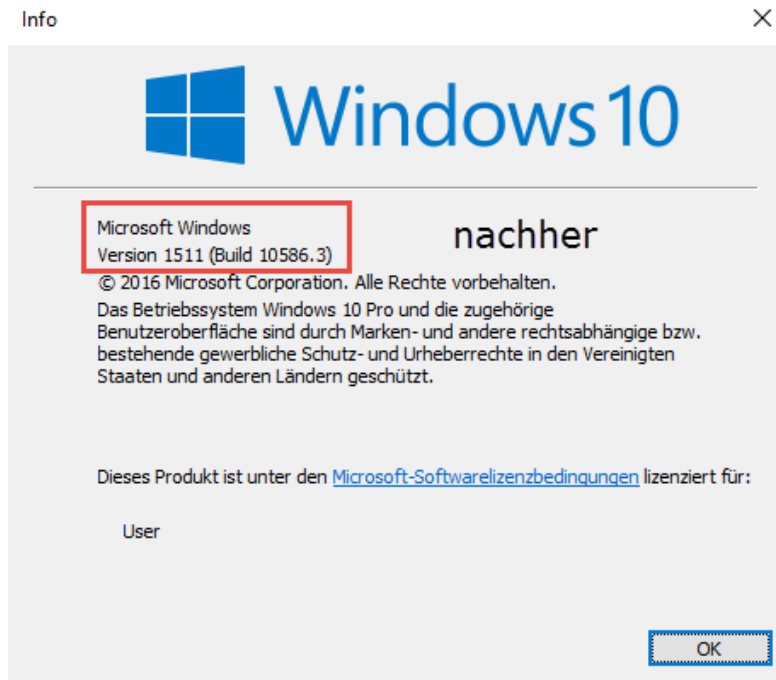 Info
Windows 10
Microsoft Windows
nachher
Version 1511 (Build 10586.3)
© 2016 Microsoft Corporation. Alle Rechte vorbehalten.
Das Betriebssystem Windows 10 Pro und die zugehörige
Benutzeroberfläche sind durch Marken- und andere rechtsabhängige bzw.
bestehende gewerbliche Schutz- und Urheberrechte in den Vereinigten
Staaten und anderen Ländern geschützt.
Dieses Produkt ist unter den Microsoft-Softwarelizenzbedingungen lizenziert für:
User
OK